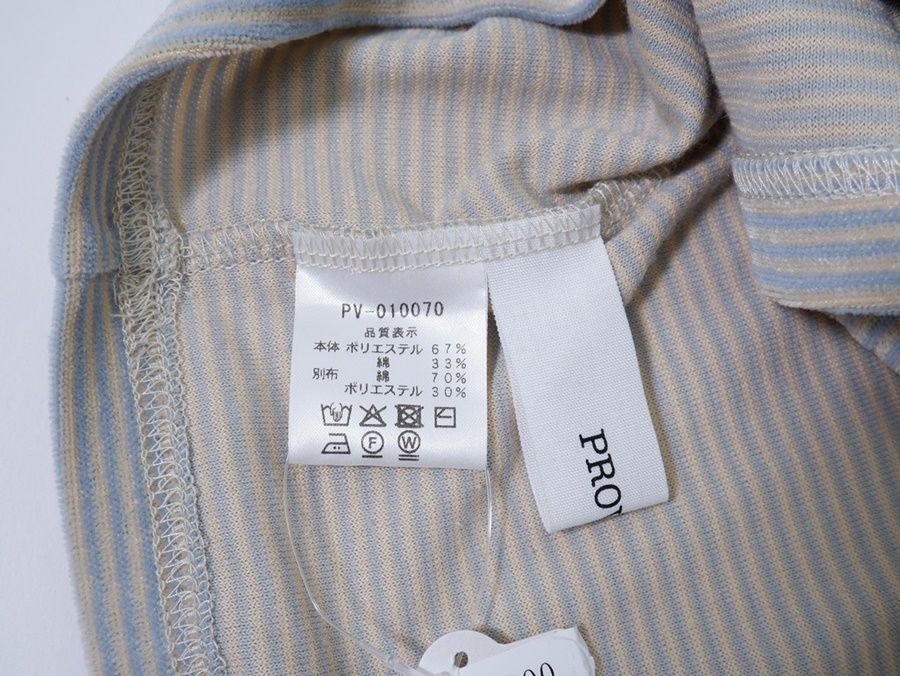 PV-010070
品質表示
本体 ポリエステル 67%
綿 33%
別布 綿 70%
ポリエステル 30%
F W
PRO
00